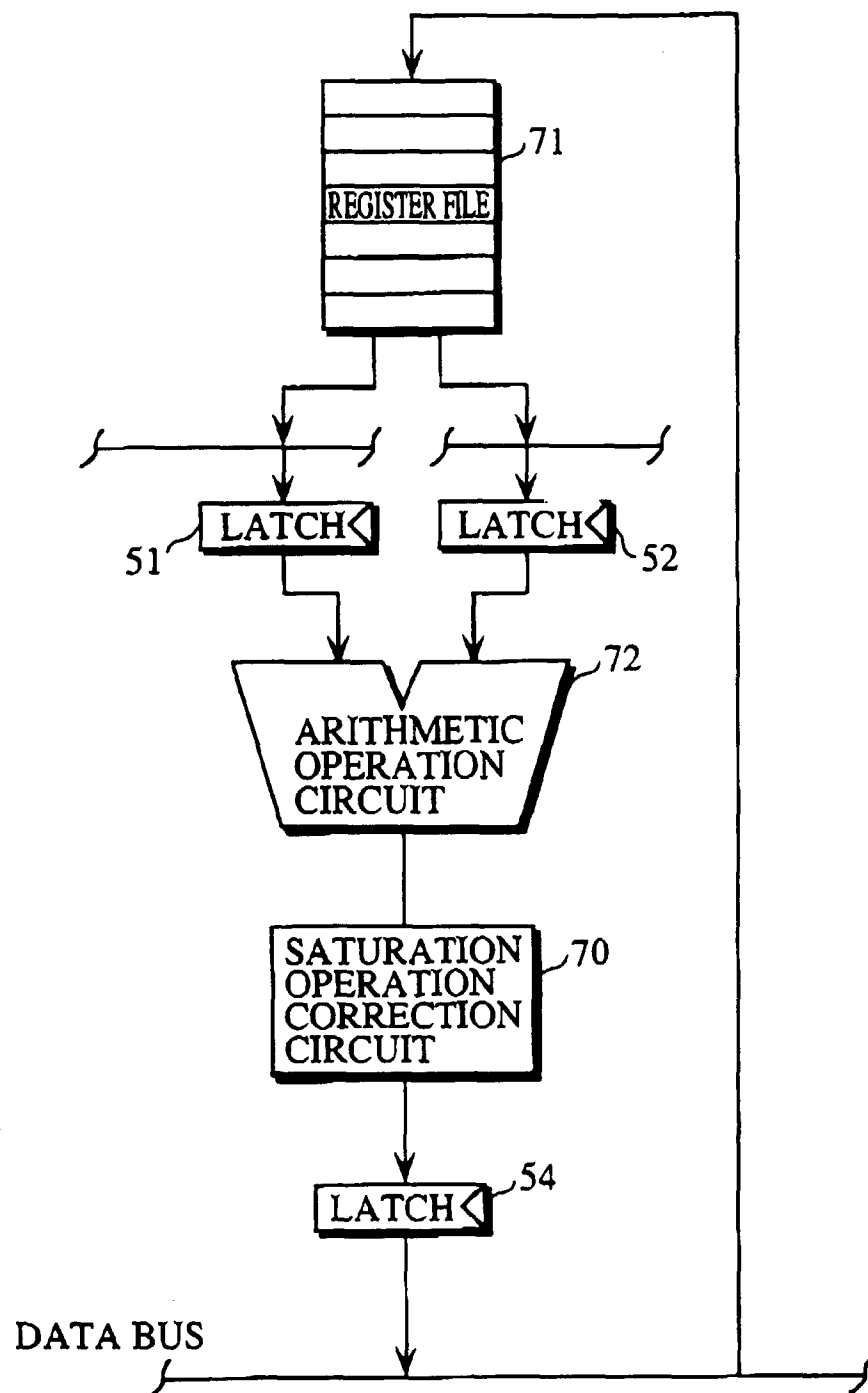 71
REGISTER FILE
LATCH
51
LATCH
52
72
ARITHMETIC
OPERATION
CIRCUIT
SATURATION
OPERATION
CORRECTION
CIRCUIT
70
LATCH
54
DATA BUS